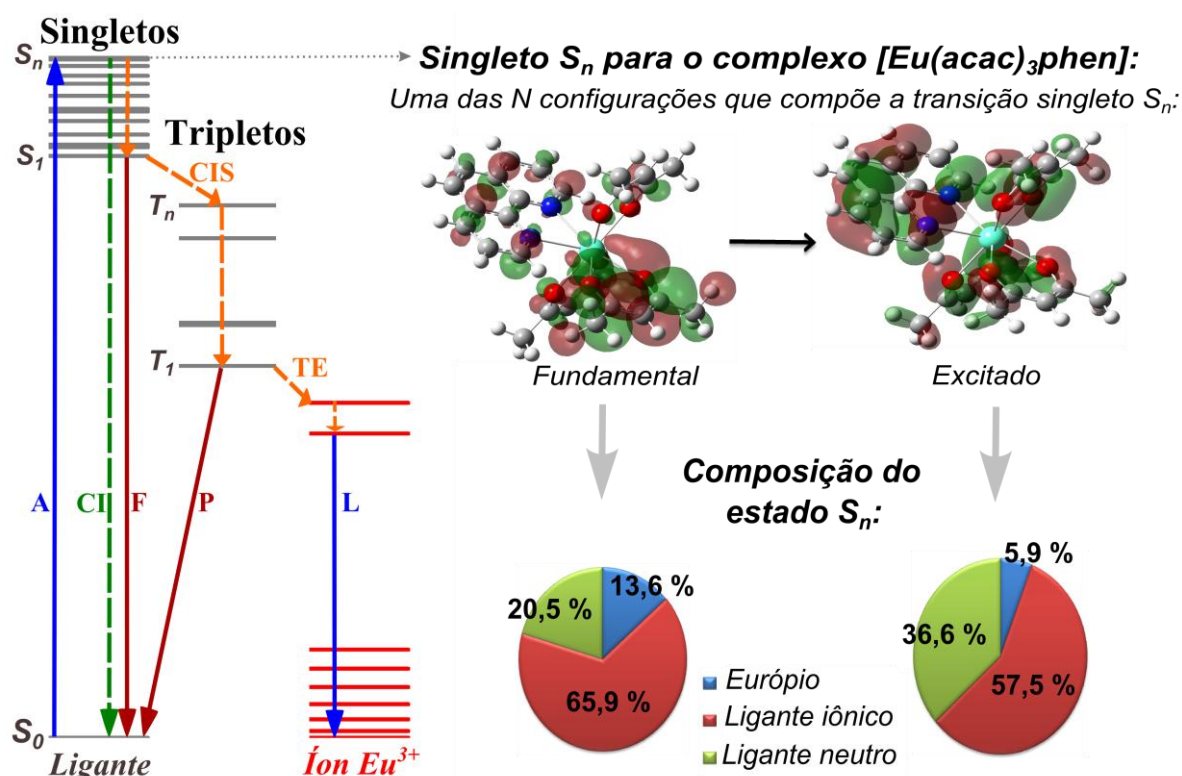 Singletos
Sn
S1
Tripletos
CIS
Tn
T1
TE
A
CI
F
P
L
S0
Ligante
Íon Eu3+
Singleto Sn para o complexo [Eu(acac)3phen]:
Uma das N configurações que compõe a transição singleto Sn:
Fundamental
Excitado
Composição do
estado Sn:
13,6 %
20,5 %
65,9 %
5,9 %
36,6 %
57,5 %
Európio
Ligante iônico
Ligante neutro